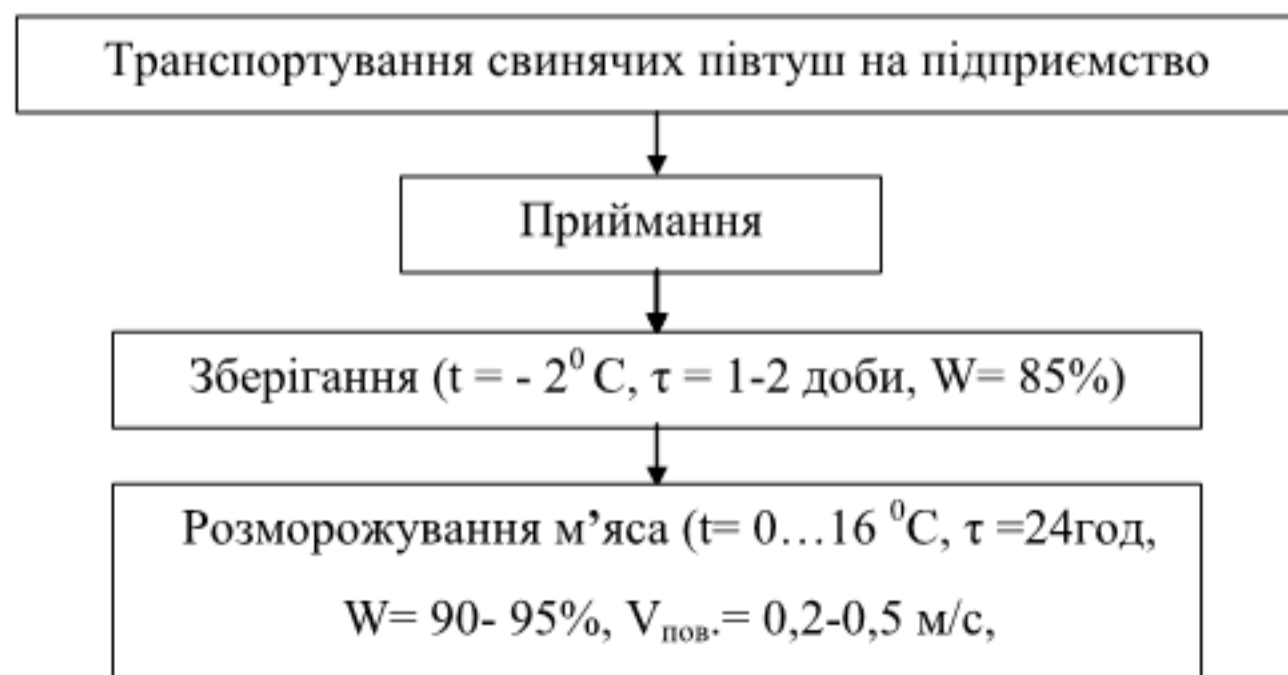 Транспортування свинячих півтуш на підприємство
Приймання
Зберігання (t = - 2⁰ C, τ = 1-2 доби, W= 85%)
Розморожування м’яса (t= 0…16 ⁰C, τ =24год,
W= 90- 95%, Vпов.= 0,2-0,5 м/с,